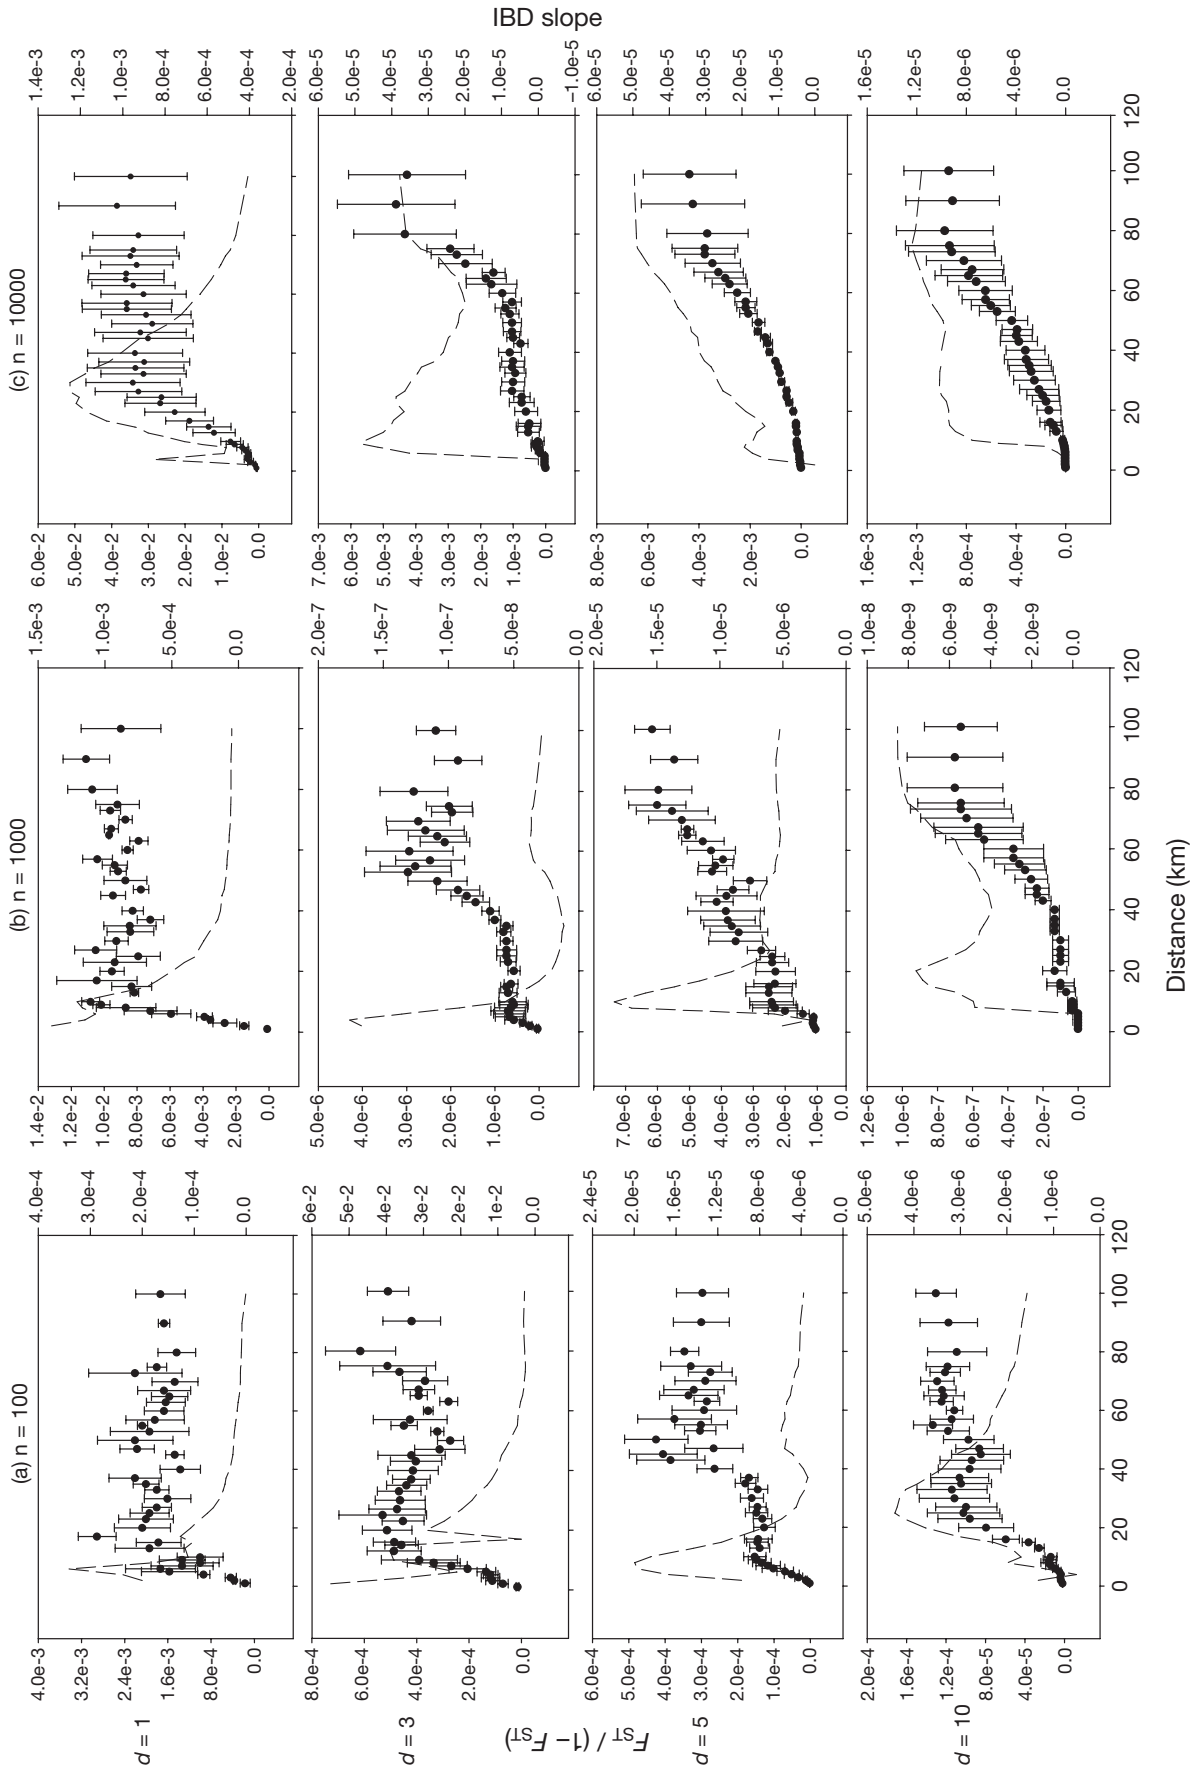 (a) n = 100
(b) n = 1000
(c) n = 10000
d = 1
4.0e-3
3.2e-3
2.4e-3
1.6e-3
8.0e-4
0.0
4.0e-4
3.0e-4
2.0e-4
1.0e-4
0.0
1.4e-2
1.2e-2
1.0e-2
8.0e-3
6.0e-3
4.0e-3
2.0e-3
0.0
1.5e-3
1.0e-3
5.0e-4
0.0
6.0e-2
5.0e-2
4.0e-2
3.0e-2
2.0e-2
1.0e-2
0.0
1.4e-3
1.2e-3
1.0e-3
8.0e-4
6.0e-4
4.0e-4
2.0e-4
d = 3
8.0e-4
6.0e-4
4.0e-4
2.0e-4
0.0
6e-2
5e-2
4e-2
3e-2
2e-2
1e-2
0.0
5.0e-6
4.0e-6
3.0e-6
2.0e-6
1.0e-6
0.0
2.0e-7
1.5e-7
1.0e-7
5.0e-8
0.0
7.0e-3
6.0e-3
5.0e-3
4.0e-3
3.0e-3
2.0e-3
1.0e-3
0.0
6.0e-5
5.0e-5
4.0e-5
3.0e-5
2.0e-5
1.0e-5
0.0
-1.0e-5
FST / (1– FST)
IBD slope
d = 5
6.0e-4
5.0e-4
4.0e-4
3.0e-4
2.0e-4
1.0e-4
0.0
2.4e-5
2.0e-5
1.6e-5
1.2e-5
8.0e-6
4.0e-6
0.0
7.0e-6
6.0e-6
5.0e-6
4.0e-6
3.0e-6
2.0e-6
1.0e-6
0.0
2.0e-5
1.5e-5
1.0e-5
5.0e-6
0.0
8.0e-3
6.0e-3
4.0e-3
2.0e-3
0.0
6.0e-5
5.0e-5
4.0e-5
3.0e-5
2.0e-5
1.0e-5
0.0
d = 10
2.0e-4
1.6e-4
1.2e-4
8.0e-5
4.0e-5
0.0
5.0e-6
4.0e-6
3.0e-6
2.0e-6
1.0e-6
0.0
1.2e-6
1.0e-6
8.0e-7
6.0e-7
4.0e-7
2.0e-7
0.0
1.0e-8
8.0e-9
6.0e-9
4.0e-9
2.0e-9
0.0
1.6e-3
1.2e-3
8.0e-4
4.0e-4
0.0
1.6e-5
1.2e-5
8.0e-6
4.0e-6
0.0
0 20 40 60 80 100 120
0 20 40 60 80 100 120
0 20 40 60 80 100 120
Distance (km)